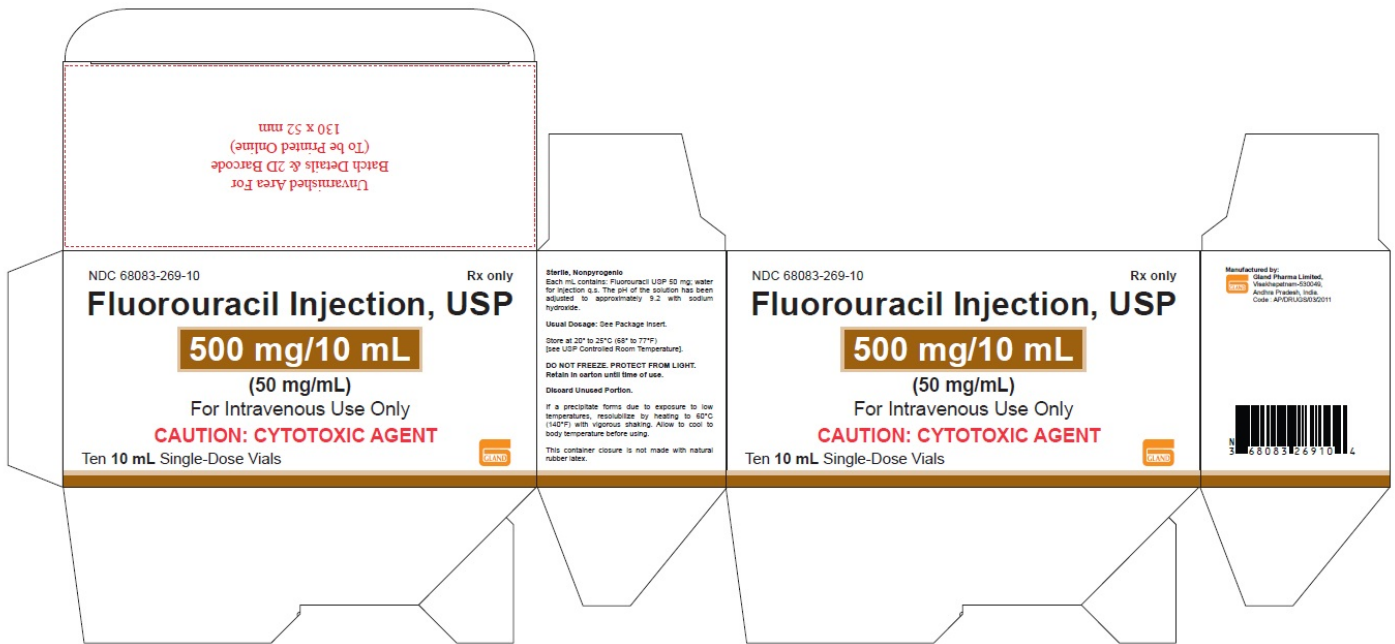 Unvarnished Area For
Batch Details & 2D Barcode
(To be Printed Online)
130 x 52 mm
NDC 68083-269-10
Rx only
Fluorouracil Injection, USP
500 mg/10 mL
(50 mg/mL)
For Intravenous Use Only
CAUTION: CYTOTOXIC AGENT
Ten 10 mL Single-Dose Vials
GLAND
Sterile, Nonpyrogenic
Each mL contains: Fluorouracil USP 50 mg; water
for injection q.s. The pH of the solution has been
adjusted to approximately 9.2 with sodium
hydroxide.
Usual Dosage: See Package Insert.
Store at 20° to 25°C (68° to 77°F)
[see USP Controlled Room Temperature].
DO NOT FREEZE. PROTECT FROM LIGHT.
Retain in carton until time of use.
Discard Unused Portion.
If a precipitate forms due to exposure to low
temperatures, resolubilize by heating to 60°C
(140°F) with vigorous shaking. Allow to cool to
body temperature before using.
This container closure is not made with natural
rubber latex.
NDC 68083-269-10
Rx only
Fluorouracil Injection, USP
500 mg/10 mL
(50 mg/mL)
For Intravenous Use Only
CAUTION: CYTOTOXIC AGENT
Ten 10 mL Single-Dose Vials
GLAND
Manufactured by:
GLAND
Gland Pharma Limited,
Visakhapatnam-530049,
Andhra Pradesh, India.
Code : AP/DRUGS/03/2011
N
3 68083 26910 4